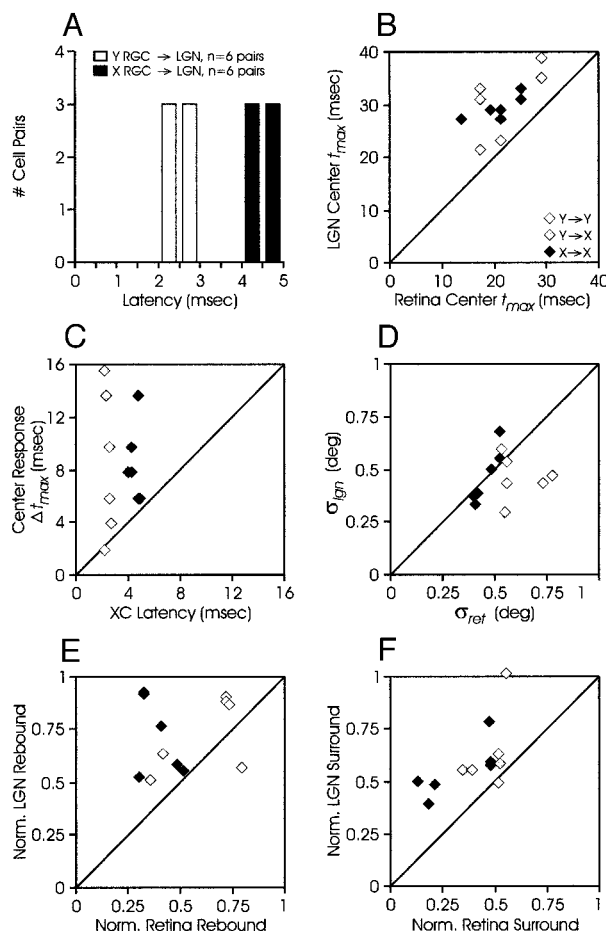 A
Y RGC → LGN, n=6 pairs
X RGC → LGN, n=6 pairs
# Cell Pairs
4
3
2
1
0
0 1 2 3 4 5
Latency (msec)
B
LGN Center tmax (msec)
40
30
20
10
0
0 10 20 30 40
Retina Center tmax (msec)
Y→Y
Y→X
X→X
C
Center Response
Δtmax (msec)
16
12
8
4
0
0 4 8 12 16
XC Latency (msec)
D
σlgn (deg)
1
0.75
0.5
0.25
0
0 0.25 0.5 0.75 1
σret (deg)
E
Norm. LGN Rebound
1
0.75
0.5
0.25
0
0 0.25 0.5 0.75 1
Norm. Retina Rebound
F
Norm. LGN Surround
1
0.75
0.5
0.25
0
0 0.25 0.5 0.75 1
Norm. Retina Surround